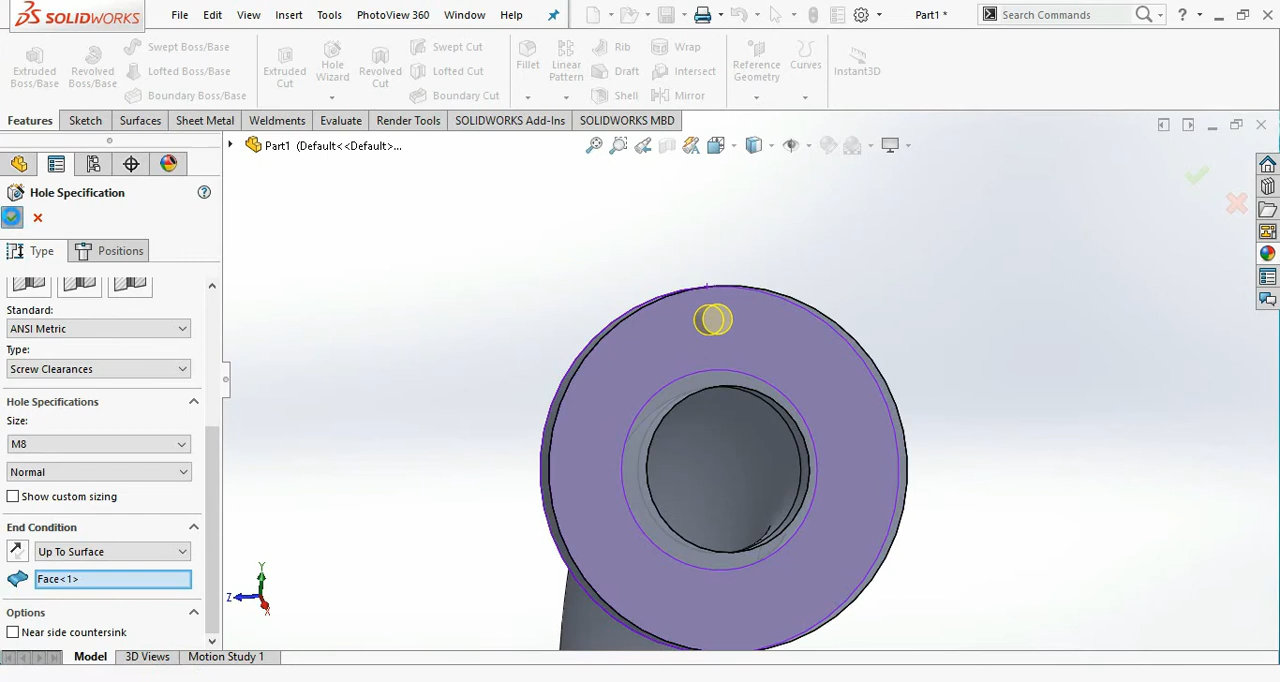 SOLIDWORKS File Edit View Insert Tools PhotoView 360 Window Help Part1 * Search Commands ?
Swept Boss/Base Swept Cut Rib Wrap
Lofted Boss/Base Lofted Cut Draft Intersect
Boundary Boss/Base Boundary Cut Shell Mirror
Extruded Boss/Base
Revolved Boss/Base
Extruded Cut
Hole Wizard
Revolved Cut
Fillet
Linear Pattern
Reference Geometry
Curves
Instant3D
Features Sketch Surfaces Sheet Metal Weldments Evaluate Render Tools SOLIDWORKS Add-Ins SOLIDWORKS MBD
Part1 (Default<<Default>...
Hole Specification ?
Type Positions
Standard:
ANSI Metric
Type:
Screw Clearances
Hole Specifications
Size:
M8
Normal
Show custom sizing
End Condition
Up To Surface
Face<1>
Options
Near side countersink
Y
Z
X
Model 3D Views Motion Study 1